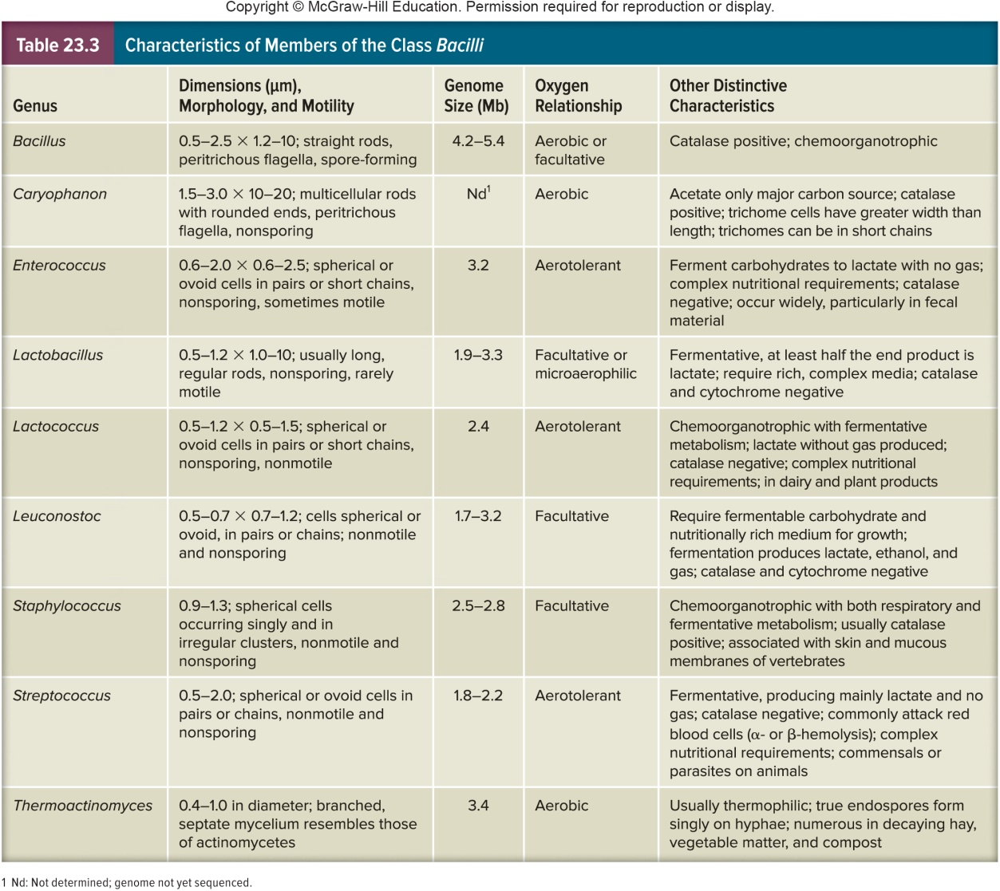 Copyright © McGraw-Hill Education. Permission required for reproduction or display.
Table 23.3 Characteristics of Members of the Class Bacilli
Genus
Dimensions (µm),
Morphology, and Motility
Genome
Size (Mb)
Oxygen
Relationship
Other Distinctive
Characteristics
Bacillus
0.5–2.5 × 1.2–10; straight rods,
peritrichous flagella, spore-forming
4.2–5.4
Aerobic or
facultative
Catalase positive; chemoorganotrophic
Caryophanon
1.5–3.0 × 10–20; multicellular rods
with rounded ends, peritrichous
flagella, nonsporing
Nd1
Aerobic
Acetate only major carbon source; catalase
positive; trichome cells have greater width than
length; trichomes can be in short chains
Enterococcus
0.6–2.0 × 0.6–2.5; spherical or
ovoid cells in pairs or short chains,
nonsporing, sometimes motile
3.2
Aerotolerant
Ferment carbohydrates to lactate with no gas;
complex nutritional requirements; catalase
negative; occur widely, particularly in fecal
material
Lactobacillus
0.5–1.2 × 1.0–10; usually long,
regular rods, nonsporing, rarely
motile
1.9–3.3
Facultative or
microaerophilic
Fermentative, at least half the end product is
lactate; require rich, complex media; catalase
and cytochrome negative
Lactococcus
0.5–1.2 × 0.5–1.5; spherical or
ovoid cells in pairs or short chains,
nonsporing, nonmotile
2.4
Aerotolerant
Chemoorganotrophic with fermentative
metabolism; lactate without gas produced;
catalase negative; complex nutritional
requirements; in dairy and plant products
Leuconostoc
0.5–0.7 × 0.7–1.2; cells spherical or
ovoid, in pairs or chains; nonmotile
and nonsporing
1.7–3.2
Facultative
Require fermentable carbohydrate and
nutritionally rich medium for growth;
fermentation produces lactate, ethanol, and
gas; catalase and cytochrome negative
Staphylococcus
0.9–1.3; spherical cells
occurring singly and in
irregular clusters, nonmotile and
nonsporing
2.5–2.8
Facultative
Chemoorganotrophic with both respiratory and
fermentative metabolism; usually catalase
positive; associated with skin and mucous
membranes of vertebrates
Streptococcus
0.5–2.0; spherical or ovoid cells in
pairs or chains, nonmotile and
nonsporing
1.8–2.2
Aerotolerant
Fermentative, producing mainly lactate and no
gas; catalase negative; commonly attack red
blood cells (α- or β-hemolysis); complex
nutritional requirements; commensals or
parasites on animals
Thermoactinomyces
0.4–1.0 in diameter; branched,
septate mycelium resembles those
of actinomycetes
3.4
Aerobic
Usually thermophilic; true endospores form
singly on hyphae; numerous in decaying hay,
vegetable matter, and compost
1 Nd: Not determined; genome not yet sequenced.